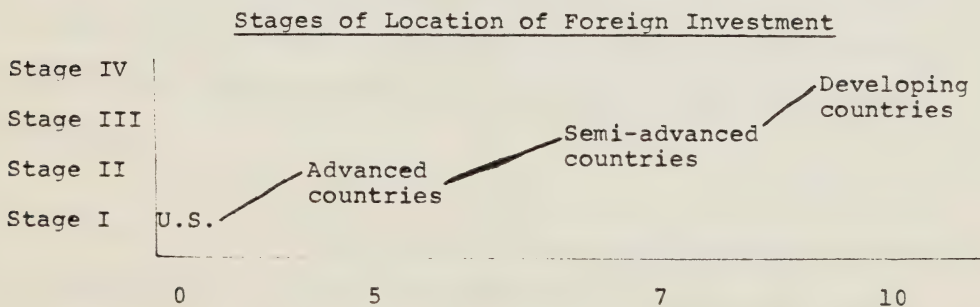 Stages of Location of Foreign Investment
Stage IV
Developing
countries
Stage III
Semi-advanced
countries
Stage II
Advanced
countries
Stage I U.S.
0 5 7 10